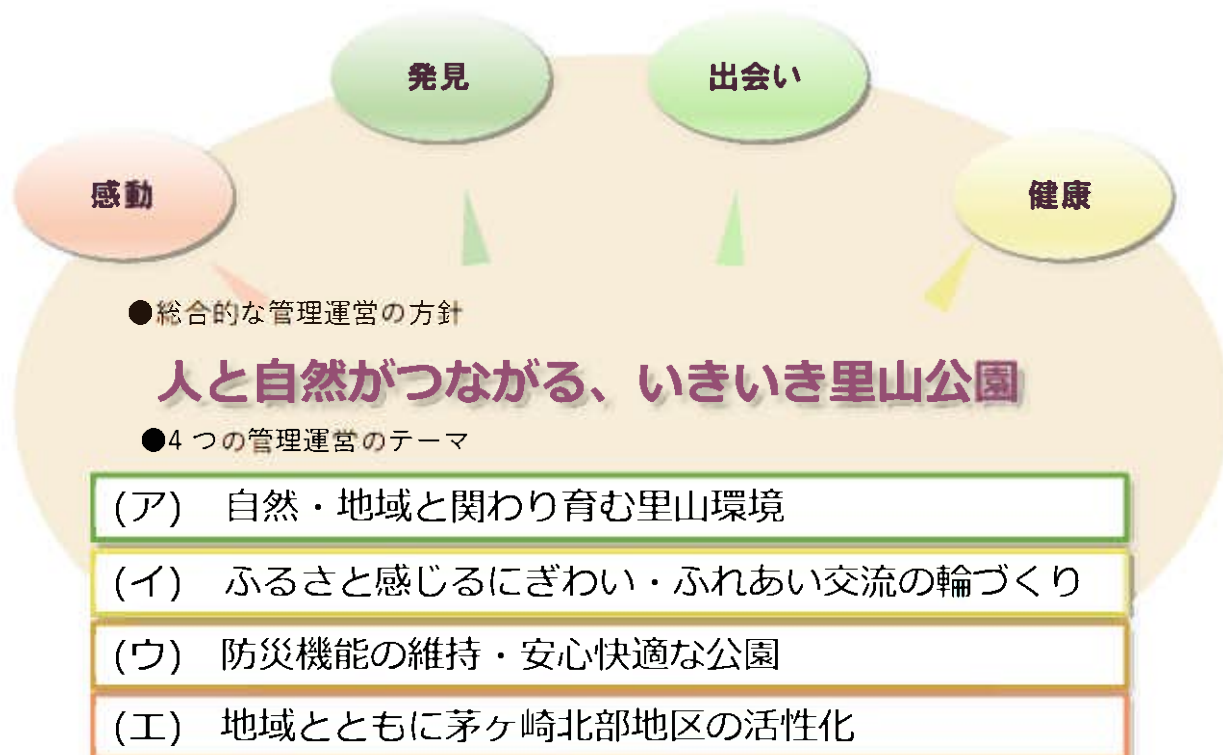 発見
出会い
感動
健康
●総合的な管理運営の方針
人と自然がつながる、いきいき里山公園
●4つの管理運営のテーマ
(ア) 自然・地域と関わり育む里山環境
(イ) ふるさと感じるにぎわい・ふれあい交流の輪づくり
(ウ) 防災機能の維持・安心快適な公園
(エ) 地域とともに茅ヶ崎北部地区の活性化